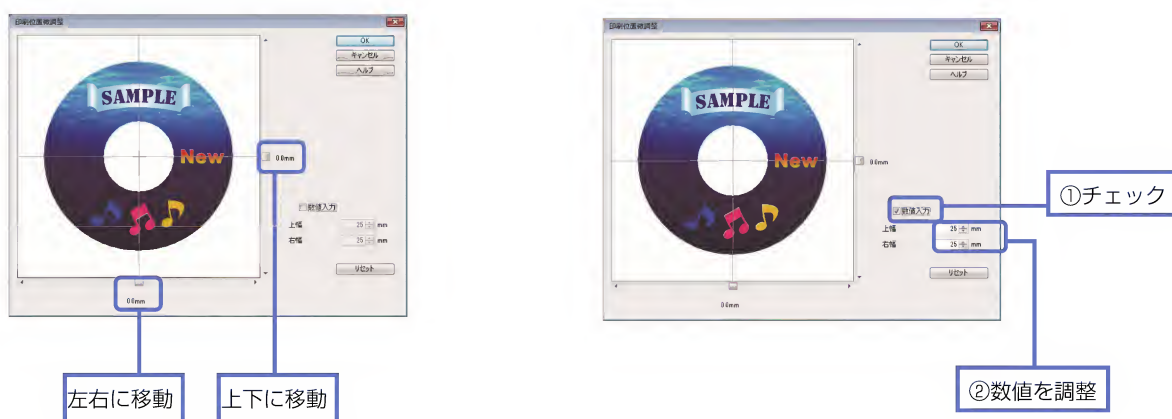 印刷位置微調整
OK
キャンセル
ヘルプ
SAMPLE
New
0.0mm
数値入力
上幅 25 mm
右幅 25 mm
リセット
0.0mm
左右に移動
上下に移動
印刷位置微調整
OK
キャンセル
ヘルプ
SAMPLE
New
0.0mm
①チェック
数値入力
上幅 25 mm
右幅 25 mm
リセット
0.0mm
②数値を調整